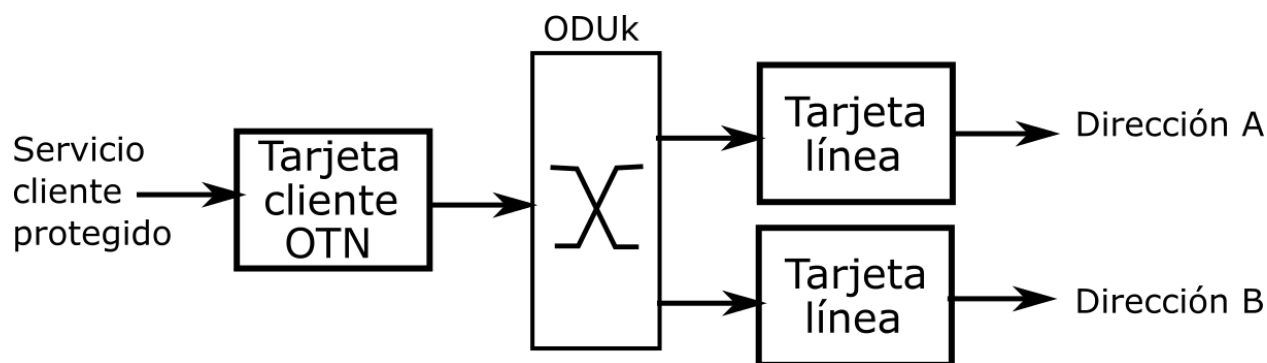 ODUk
Servicio
cliente
protegido
Tarjeta
cliente
OTN
Tarjeta
línea
Dirección A
Tarjeta
línea
Dirección B